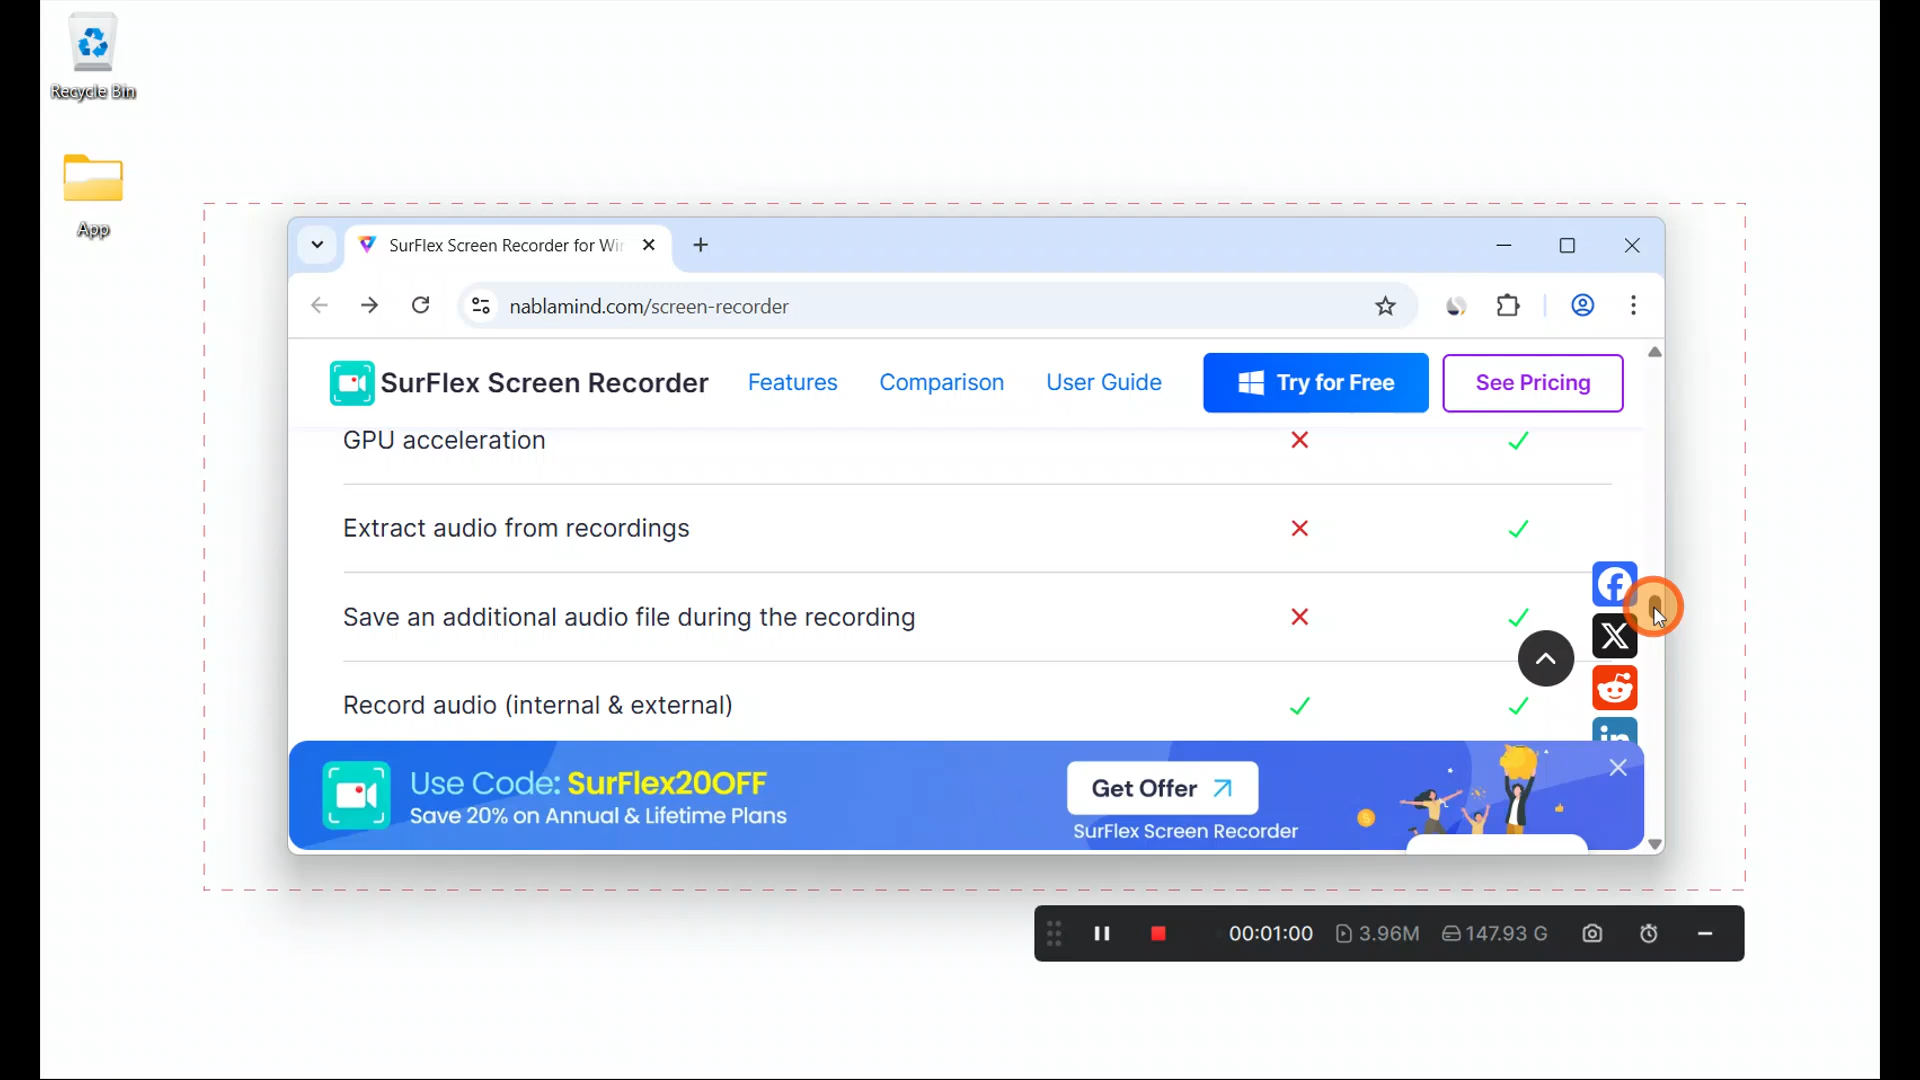 Recycle Bin
App
SurFlex Screen Recorder for Wi
nablamind.com/screen-recorder
SurFlex Screen Recorder
Features
Comparison
User Guide
Try for Free
See Pricing
GPU acceleration
Extract audio from recordings
Save an additional audio file during the recording
Record audio (internal & external)
Use Code: SurFlex20OFF
Save 20% on Annual & Lifetime Plans
Get Offer
SurFlex Screen Recorder
00:01:00
3.96M
147.93 G